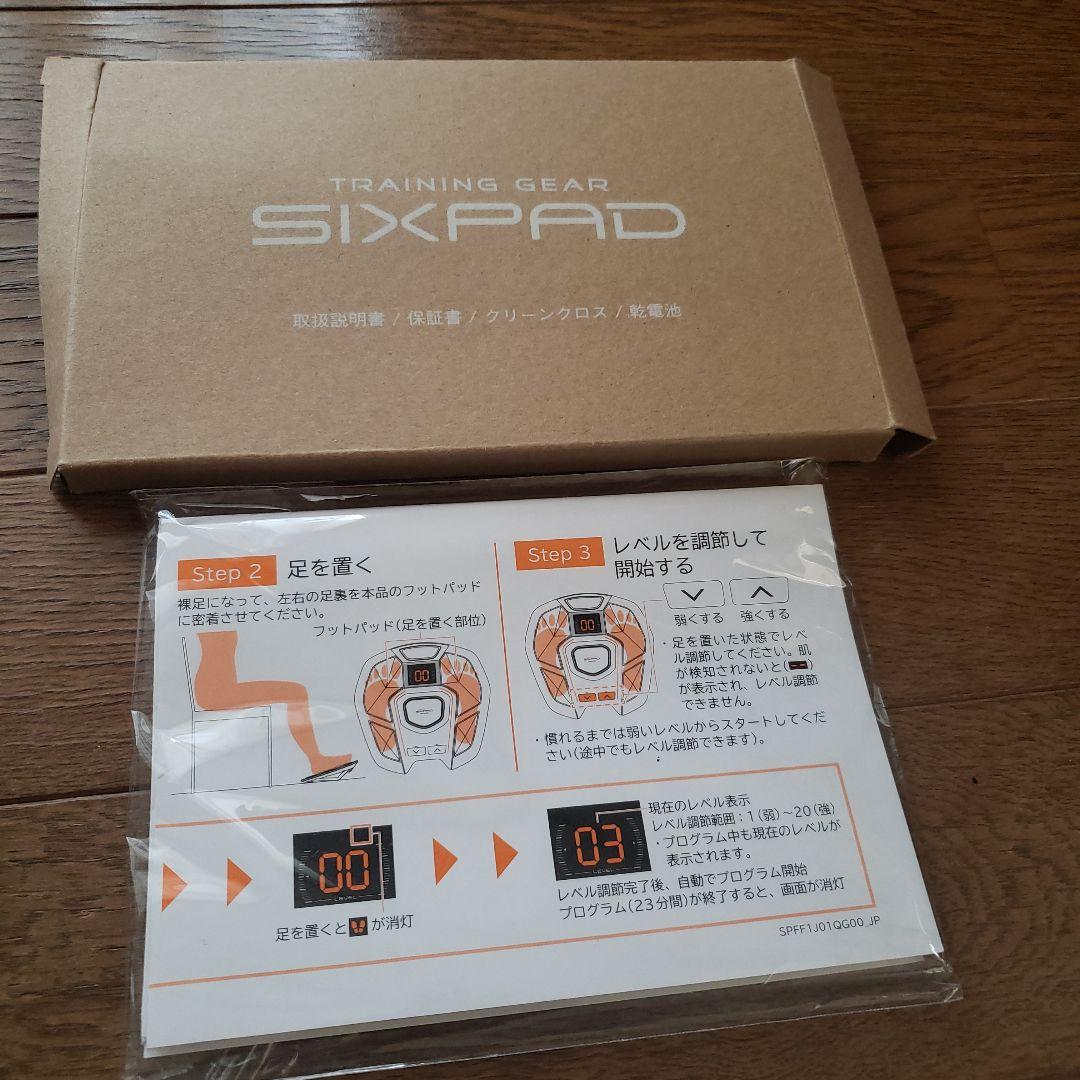 TRAINING GEAR
SIXPAD
取扱説明書 / 保証書 / クリーンクロス / 乾電池
Step 2 足を置く
裸足になって、左右の足裏を本品のフットパッド
に密着させてください。
フットパッド(足を置く部位)
00
Step 3 レベルを調節して
開始する
弱くする 強くする
00
・足を置いた状態でレベ
ル調節してください。肌
が検知されないと(--)
が表示され、レベル調節
できません。
・慣れるまでは弱いレベルからスタートしてくだ
さい(途中でもレベル調節できます)。
00
LEVEL
足を置くと が消灯
03
LEVEL
現在のレベル表示
レベル調節範囲：1(弱)～20(強)
・プログラム中も現在のレベルが
表示されます。
レベル調節完了後、自動でプログラム開始
プログラム(23分間)が終了すると、画面が消灯
SPFF1J01QG00_JP